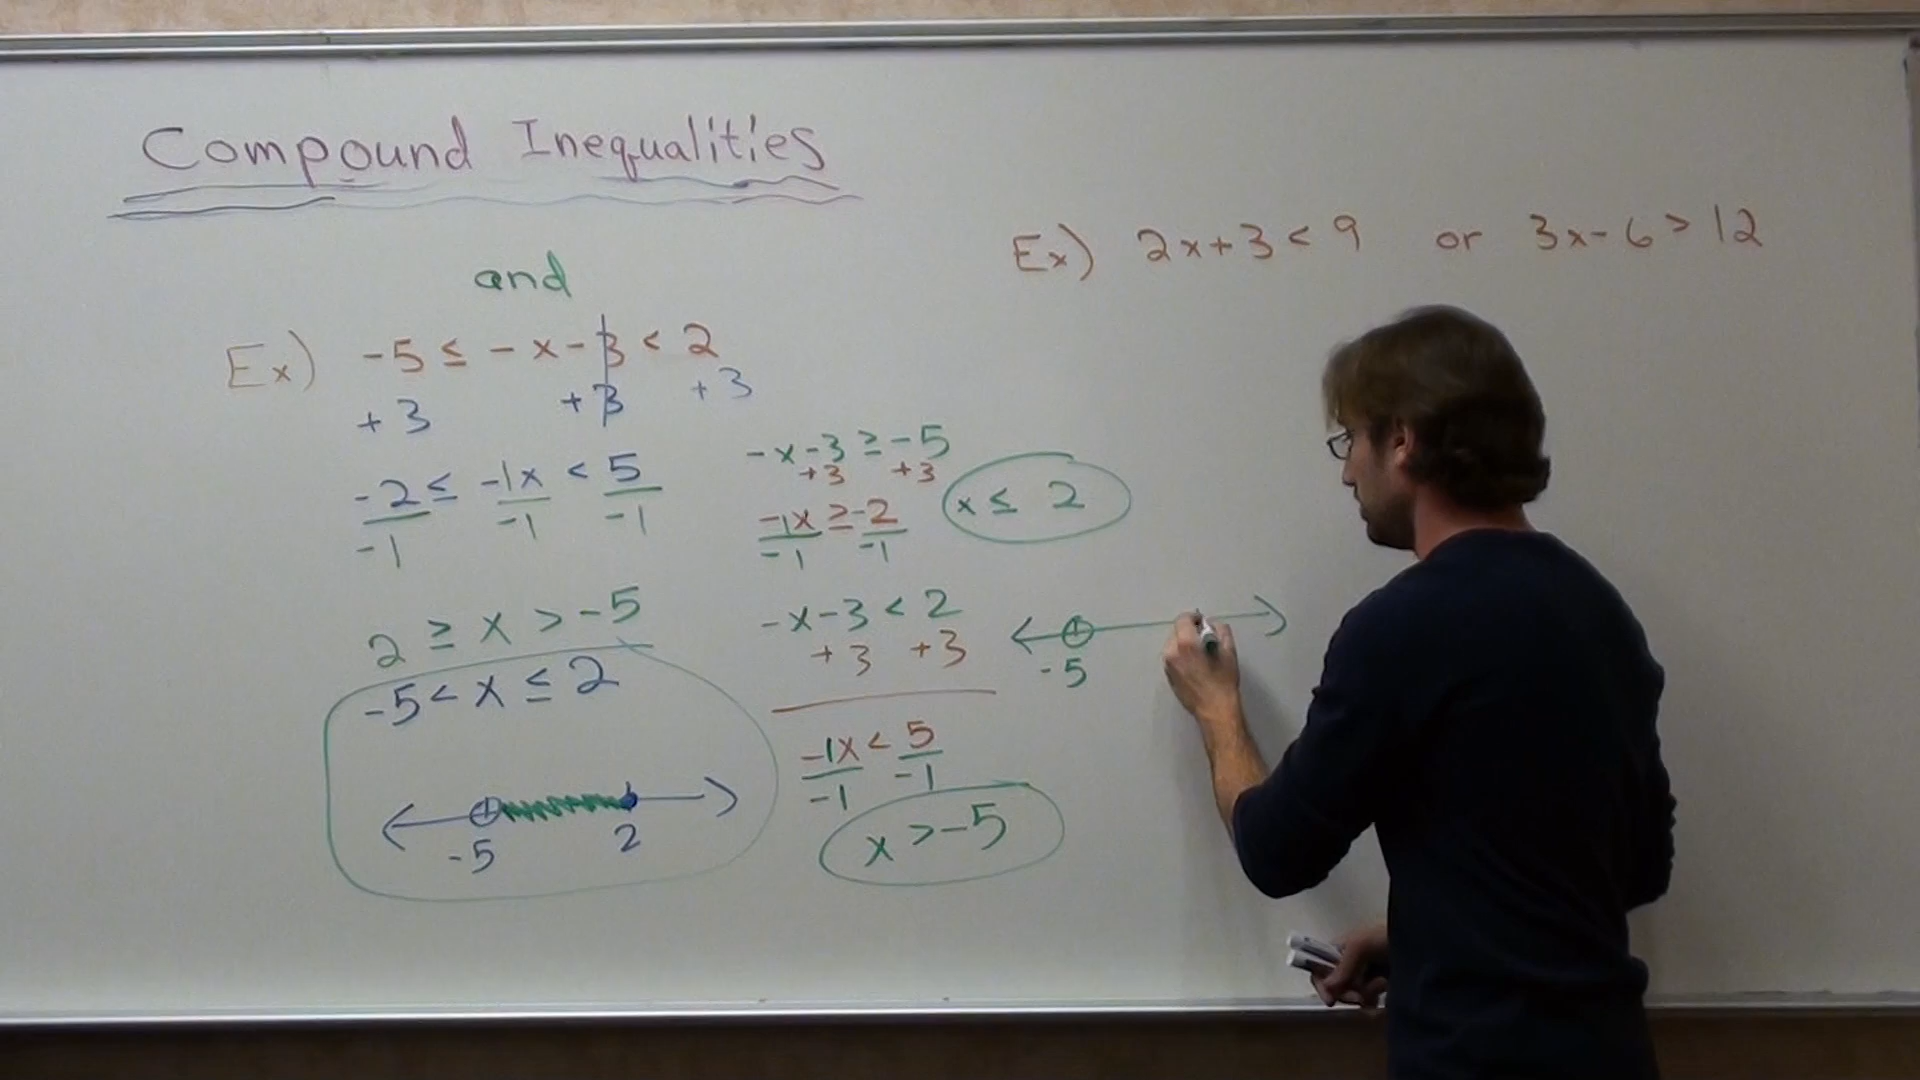 Compound Inequalities
and
Ex) -5 ≤ -x-3 < 2
+3 +3 +3
-2 ≤ -1x < 5
-1 -1 -1
2 ≥ x > -5
-5 < x ≤ 2
-5 2
-x-3 ≥ -5
+3 +3
-1x ≥ -2
-1 -1
x ≤ 2
-x-3 < 2
+3 +3
-1x < 5
-1 -1
x > -5
-5
Ex) 2x+3 < 9 or 3x-6 > 12